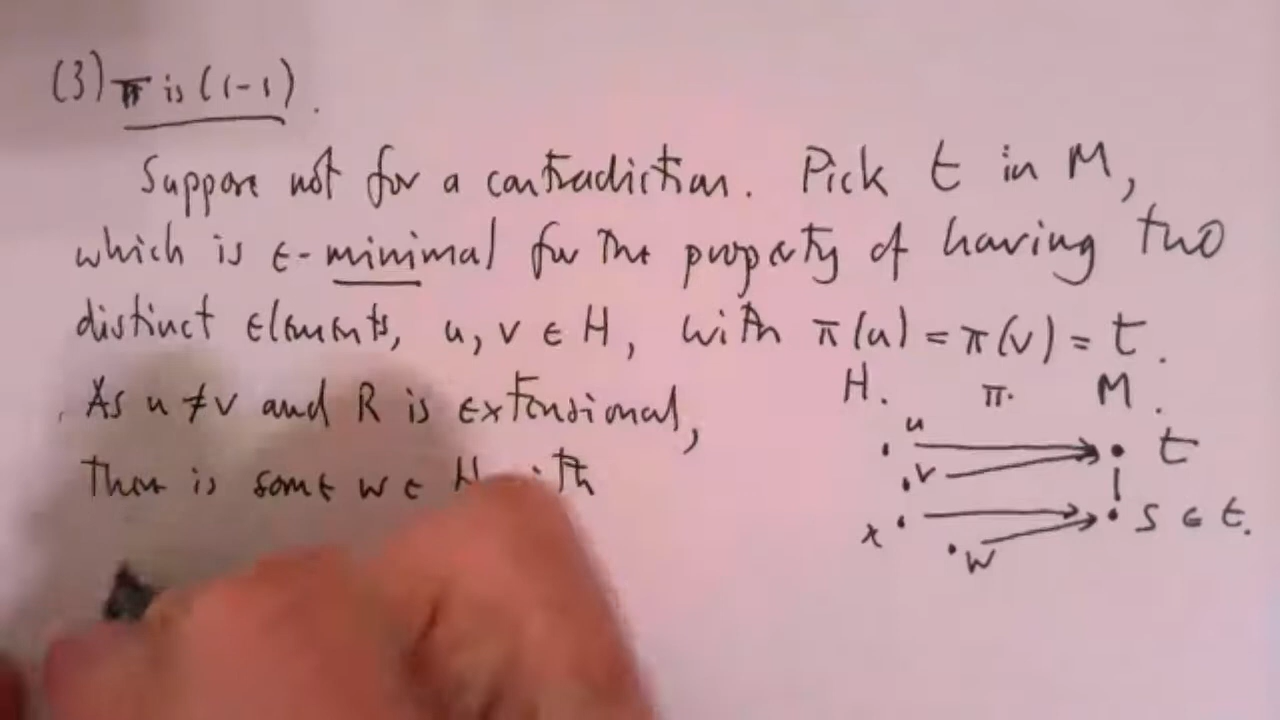 (3) π is (1-1).
Suppose not for a contradiction. Pick t in M,
which is ∈-minimal for the property of having two
distinct elements, u, v ∈ H, with π(u) = π(v) = t.
As u ≠ v and R is extensional,
there is some w ∈ H with
H. π. M.
u
t
v
x
s ∈ t.
w